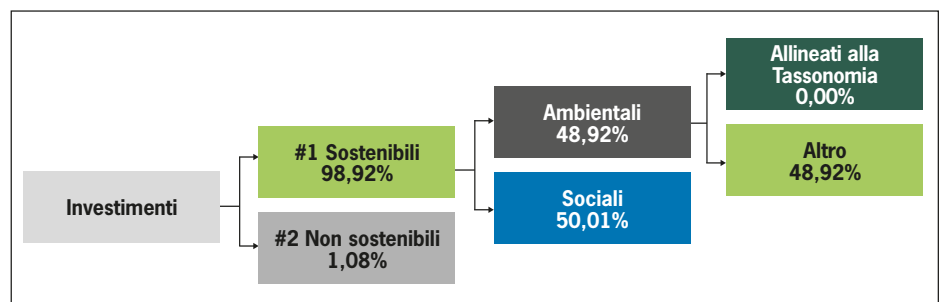 Investimenti
#1 Sostenibili
98,92%
#2 Non sostenibili
1,08%
Ambientali
48,92%
Sociali
50,01%
Allineati alla
Tassonomia
0,00%
Altro
48,92%